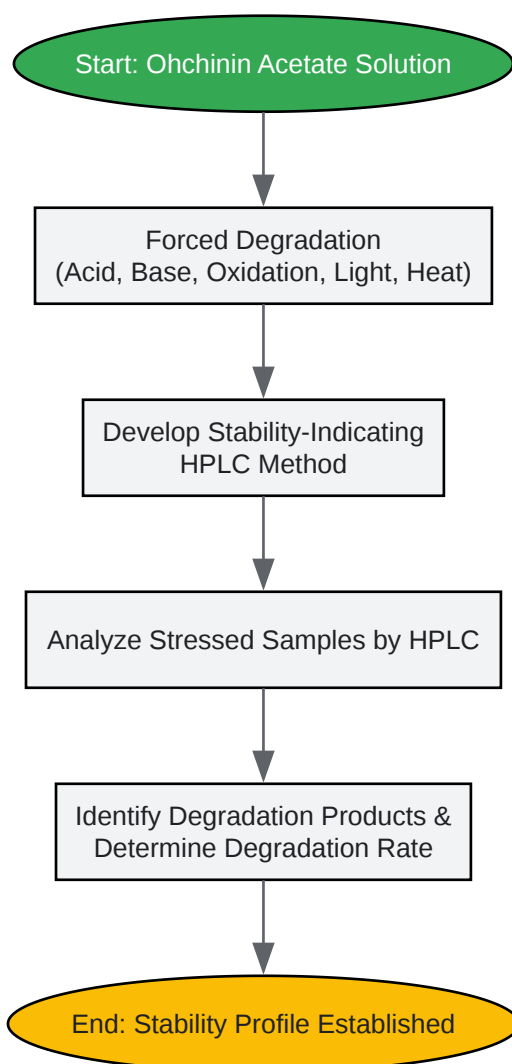 Start: Ohchinin Acetate Solution
Forced Degradation
(Acid, Base, Oxidation, Light, Heat)
Develop Stability-Indicating
HPLC Method
Analyze Stressed Samples by HPLC
Identify Degradation Products &
Determine Degradation Rate
End: Stability Profile Established